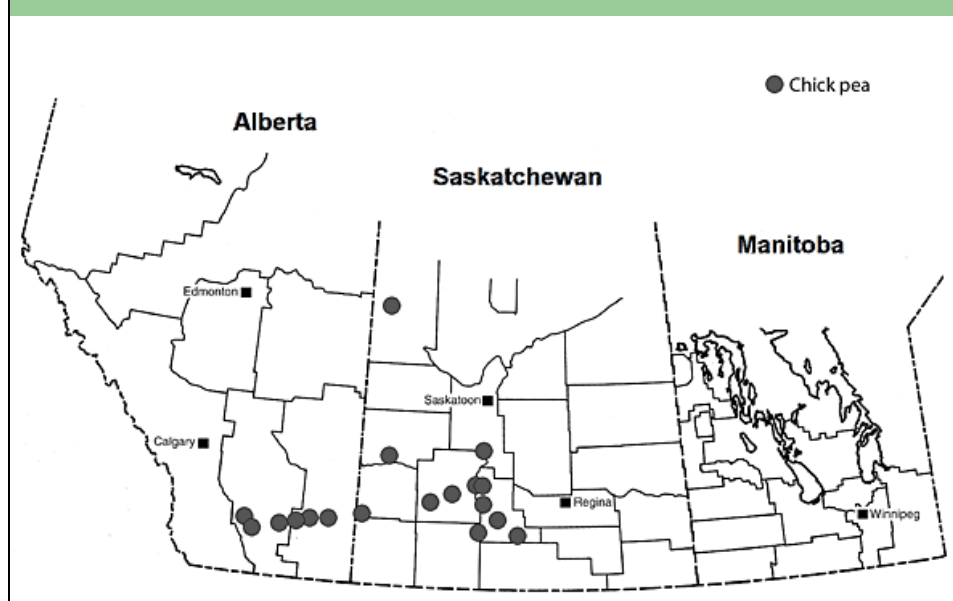 Chick pea
Alberta
Saskatchewan
Manitoba
Edmonton
Saskatoon
Calgary
Regina
Winnipeg